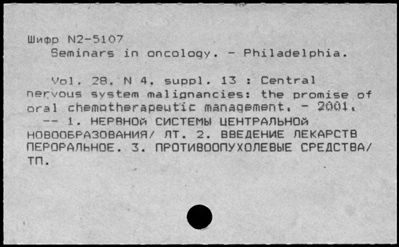 Шифр N2-5107
Seminars in oncology. - Philadelphia.
Vol. 28, N 4, suppl. 13 : Central
nervous system malignancies: the promise of
oral chemotherapeutic management. - 2001.
-- 1. НЕРВНОЙ СИСТЕМЫ ЦЕНТРАЛЬНОЙ
НОВООБРАЗОВАНИЯ/ ЛТ. 2. ВВЕДЕНИЕ ЛЕКАРСТВ
ПЕРОРАЛЬНОЕ. 3. ПРОТИВООПУХОЛЕВЫЕ СРЕДСТВА/
ТП.